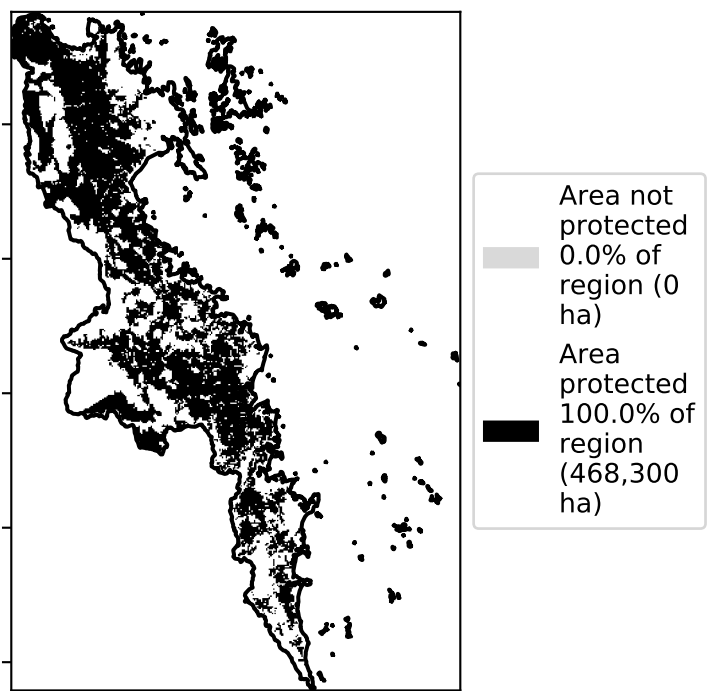 Area not
protected
0.0% of
region (0
ha)
Area
protected
100.0% of
region
(468,300
ha)